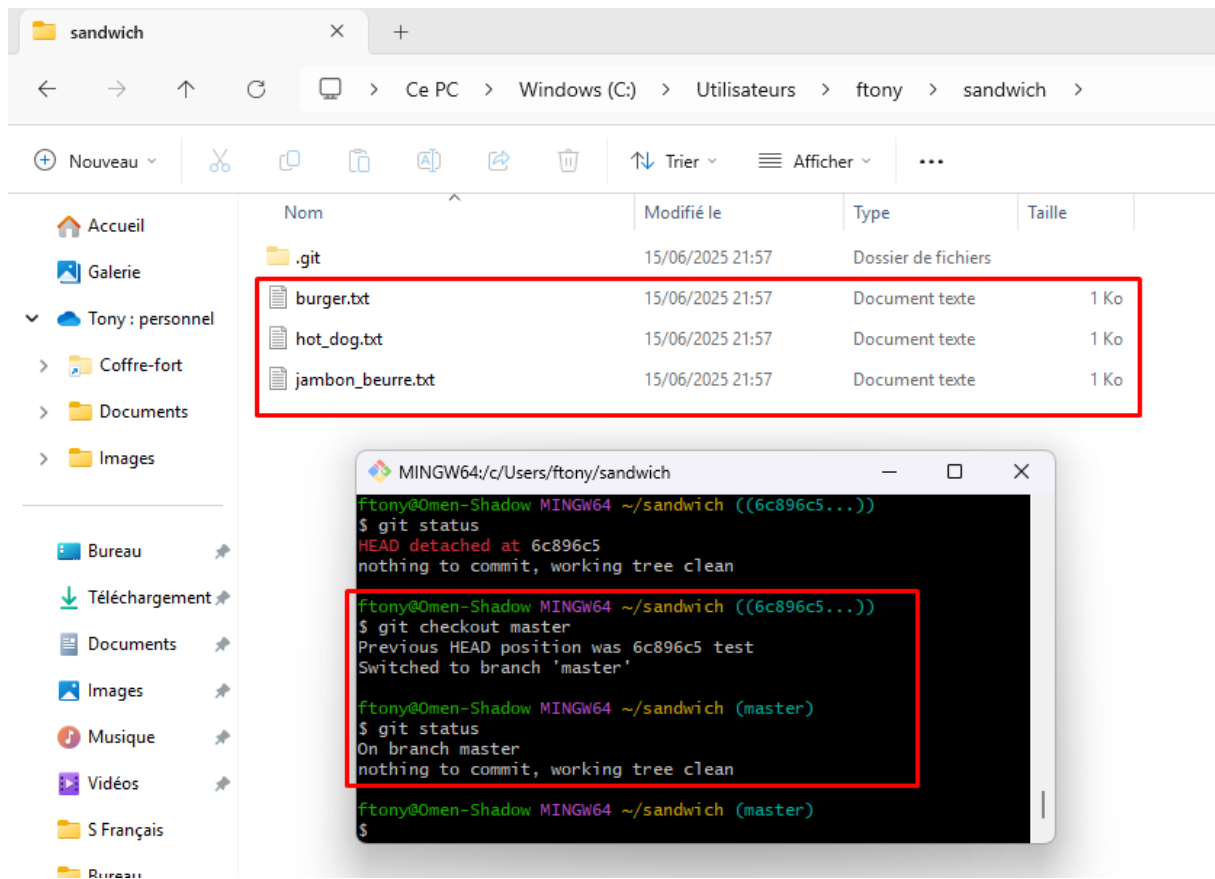 sandwich
Ce PC > Windows (C:) > Utilisateurs > ftony > sandwich >
Nouveau Trier Afficher
Nom Modifié le Type Taille
Accueil
Galerie
Tony : personnel
Coffre-fort
Documents
Images
Bureau
Téléchargement
Documents
Images
Musique
Vidéos
S Français
Bureau
.git 15/06/2025 21:57 Dossier de fichiers
burger.txt 15/06/2025 21:57 Document texte 1 Ko
hot_dog.txt 15/06/2025 21:57 Document texte 1 Ko
jambon_beurre.txt 15/06/2025 21:57 Document texte 1 Ko
MINGW64:/c/Users/ftony/sandwich
ftony@Omen-Shadow MINGW64 ~/sandwich ((6c896c5...))
$ git status
HEAD detached at 6c896c5
nothing to commit, working tree clean
ftony@Omen-Shadow MINGW64 ~/sandwich ((6c896c5...))
$ git checkout master
Previous HEAD position was 6c896c5 test
Switched to branch 'master'
ftony@Omen-Shadow MINGW64 ~/sandwich (master)
$ git status
On branch master
nothing to commit, working tree clean
ftony@Omen-Shadow MINGW64 ~/sandwich (master)
$